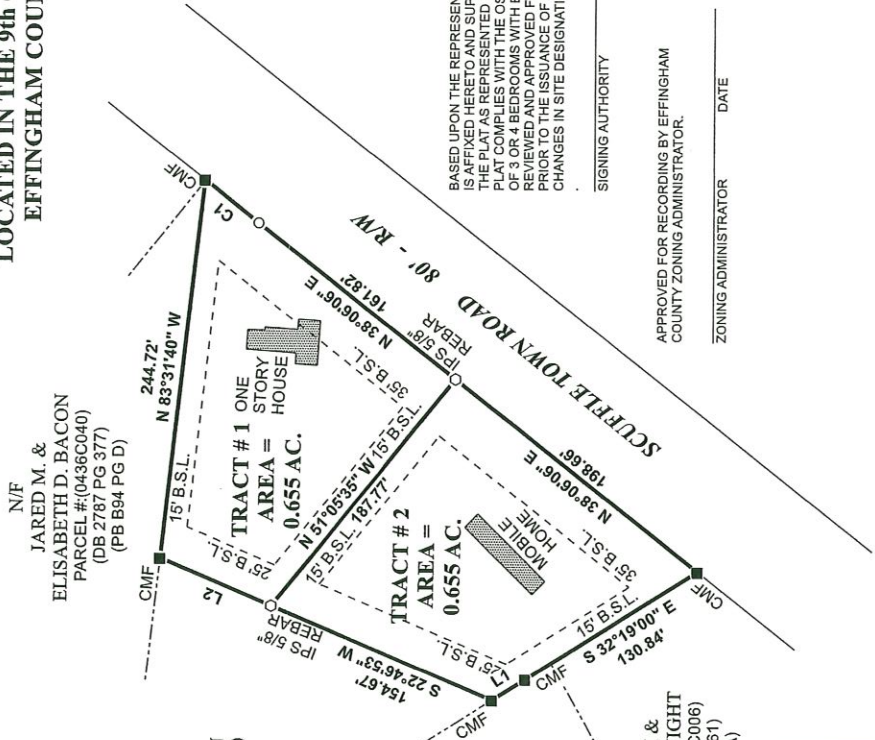 LOCATED IN THE 9th
EFFINGHAM COU
N/F
JARED M. &
ELISABETH D. BACON
PARCEL #:(0436C040)
(DB 2787 PG 377)
(PB B94 PG D)
244.72'
N 83°31'40" W
CMF
CMF
C1
15' B.S.L.
TRACT # 1
AREA =
0.655 AC.
ONE
STORY
HOUSE
25' B.S.L.
L2
N 38°06'06" E
161.82'
35' B.S.L.
80' - R/W
SCUFFLE TOWN ROAD
IPS 5/8"
REBAR
N 51°05'35" W
187.77'
15' B.S.L.
15' B.S.L.
IPS 5/8"
REBAR
TRACT # 2
AREA =
0.655 AC.
MOBILE
HOME
N 38°06'06" E
198.66'
35' B.S.L.
S 22°46'53" W
154.67'
25' B.S.L.
L1
CMF
CMF
15' B.S.L.
S 32°19'00" E
130.84'
CMF
&
IGHT
C006)
61)
BASED UPON THE REPRESEN
IS AFFIXED HERETO AND SUP
THE PLAT AS REPRESENTED
PLAT COMPLIES WITH THE OS
OF 3 OR 4 BEDROOMS WITH E
REVIEWED AND APPROVED F
PRIOR TO THE ISSUANCE OF
CHANGES IN SITE DESIGNATI
.
SIGNING AUTHORITY
APPROVED FOR RECORDING BY EFFINGHAM
COUNTY ZONING ADMINISTRATOR.
ZONING ADMINISTRATOR DATE